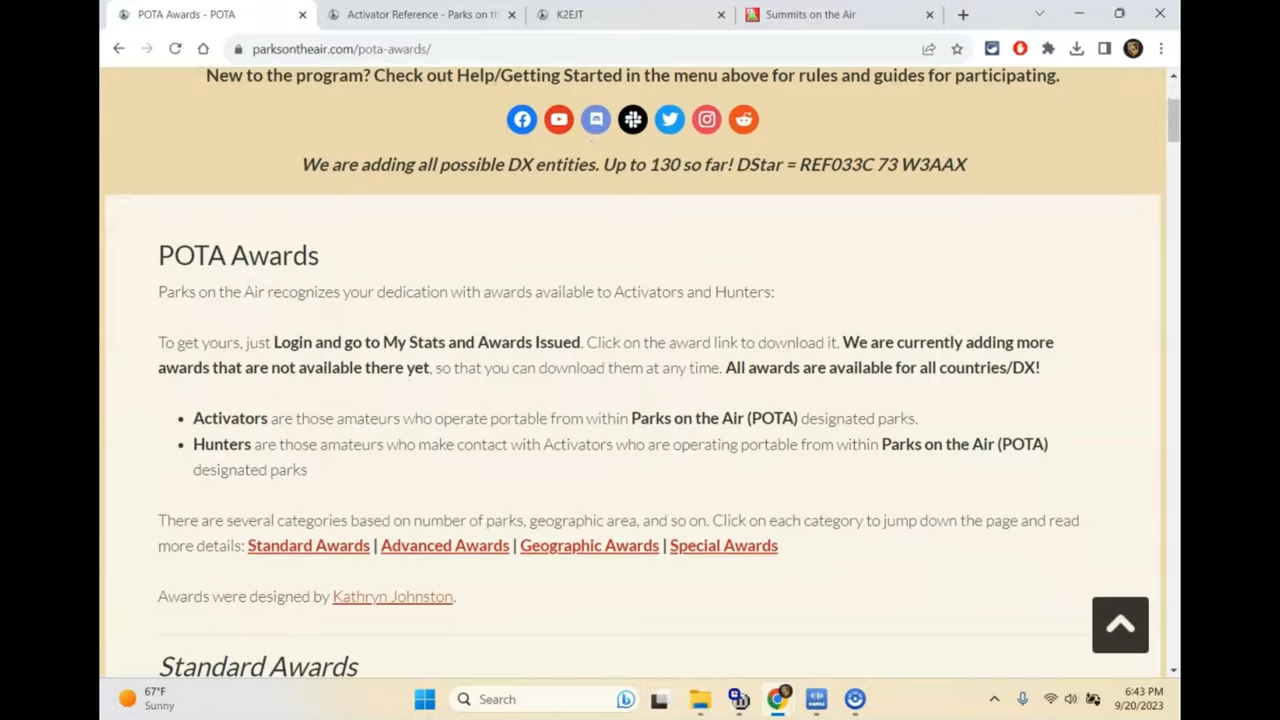 POTA Awards - POTA
Activator Reference - Parks on th
K2EJT
Summits on the Air
parksontheair.com/pota-awards/
New to the program? Check out Help/Getting Started in the menu above for rules and guides for participating.
We are adding all possible DX entities. Up to 130 so far! DStar = REF033C 73 W3AAX
POTA Awards
Parks on the Air recognizes your dedication with awards available to Activators and Hunters:
To get yours, just Login and go to My Stats and Awards Issued. Click on the award link to download it. We are currently adding more
awards that are not available there yet, so that you can download them at any time. All awards are available for all countries/DX!
• Activators are those amateurs who operate portable from within Parks on the Air (POTA) designated parks.
• Hunters are those amateurs who make contact with Activators who are operating portable from within Parks on the Air (POTA)
designated parks
There are several categories based on number of parks, geographic area, and so on. Click on each category to jump down the page and read
more details: Standard Awards | Advanced Awards | Geographic Awards | Special Awards
Awards were designed by Kathryn Johnston.
Standard Awards
67°F
Sunny
Search
6:43 PM
9/20/2023